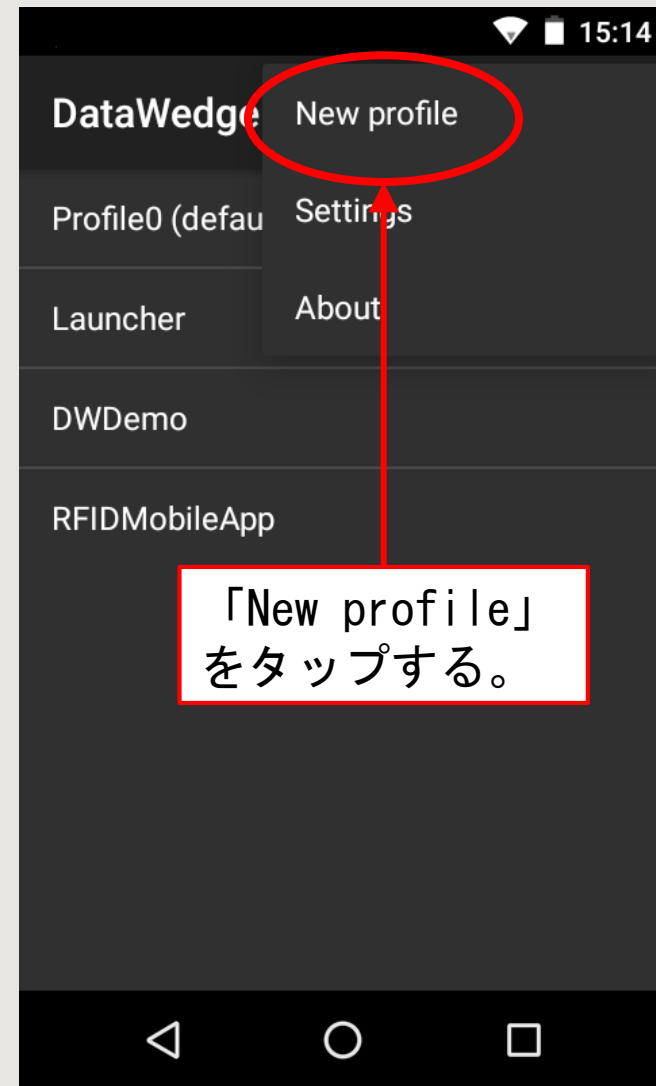 15:14
DataWedge
New profile
Profile0 (defau
Settings
Launcher
About
DWDemo
RFIDMobileApp
「New profile」
をタップする。